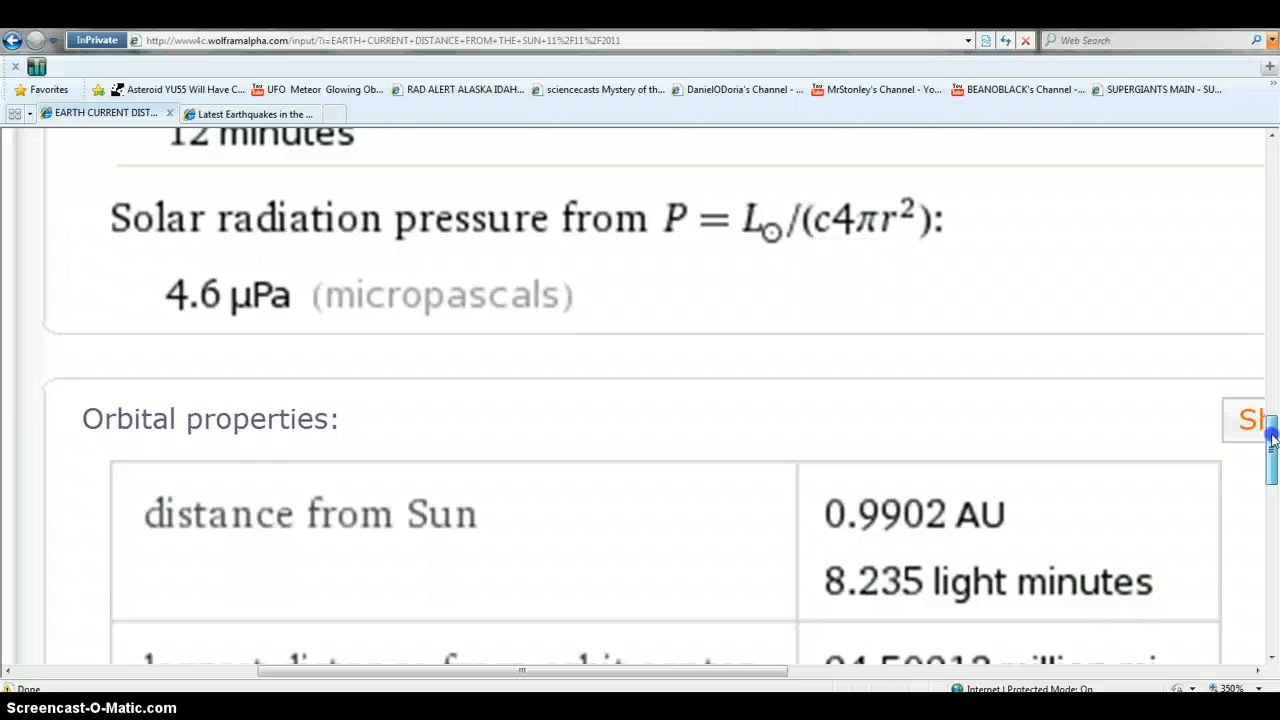 InPrivate http://www4c.wolframalpha.com/input/?i=EARTH+CURRENT+DISTANCE+FROM+THE+SUN+11%2F11%2F2011 Web Search
Favorites Asteroid YU55 Will Have C... UFO Meteor Glowing Ob... RAD ALERT ALASKA IDAH... sciencecasts Mystery of th... DanielODoria's Channel - ... MrStonley's Channel - Yo... BEANOBLACK's Channel -... SUPERGIANTS MAIN - SU...
EARTH CURRENT DIST... Latest Earthquakes in the ...
12 minutes
Solar radiation pressure from P = L☉/(c4πr²):
4.6 µPa (micropascals)
Orbital properties:
distance from Sun 0.9902 AU
8.235 light minutes
Done Internet | Protected Mode: On 350%
Screencast-O-Matic.com